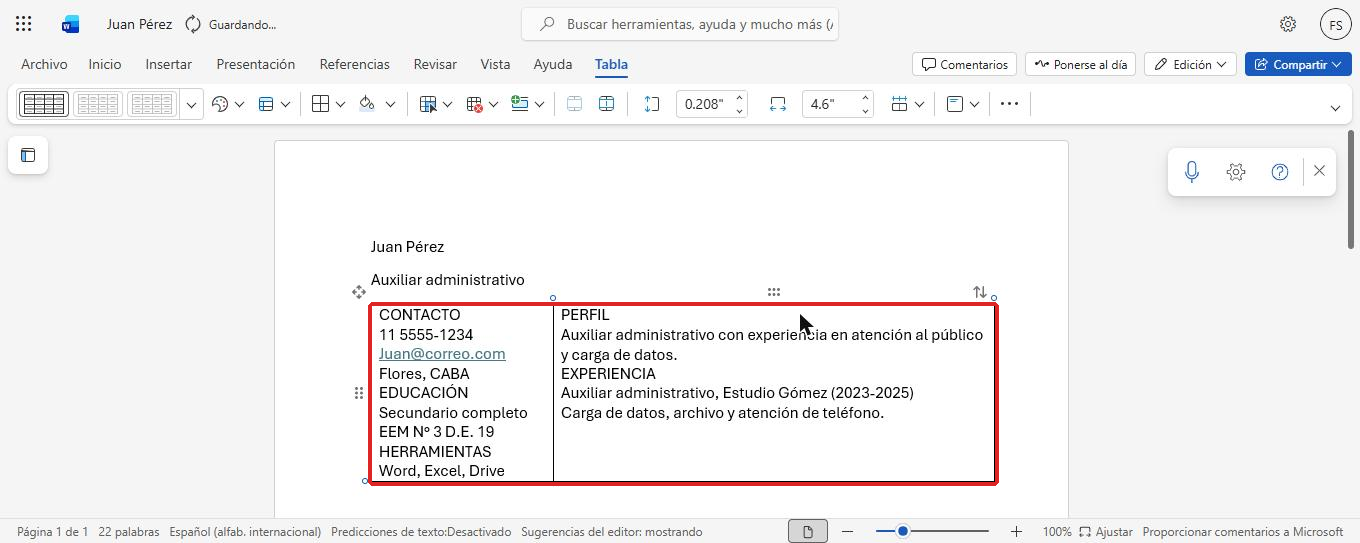 Juan Pérez Guardando...
Buscar herramientas, ayuda y mucho más (A
FS
Archivo Inicio Insertar Presentación Referencias Revisar Vista Ayuda Tabla
Comentarios Ponerse al día Edición Compartir
0.208" 4.6"
Juan Pérez
Auxiliar administrativo
CONTACTO
11 5555-1234
Juan@correo.com
Flores, CABA
EDUCACIÓN
Secundario completo
EEM Nº 3 D.E. 19
HERRAMIENTAS
Word, Excel, Drive
PERFIL
Auxiliar administrativo con experiencia en atención al público
y carga de datos.
EXPERIENCIA
Auxiliar administrativo, Estudio Gómez (2023-2025)
Carga de datos, archivo y atención de teléfono.
Página 1 de 1 22 palabras Español (alfab. internacional) Predicciones de texto:Desactivado Sugerencias del editor: mostrando 100% Ajustar Proporcionar comentarios a Microsoft